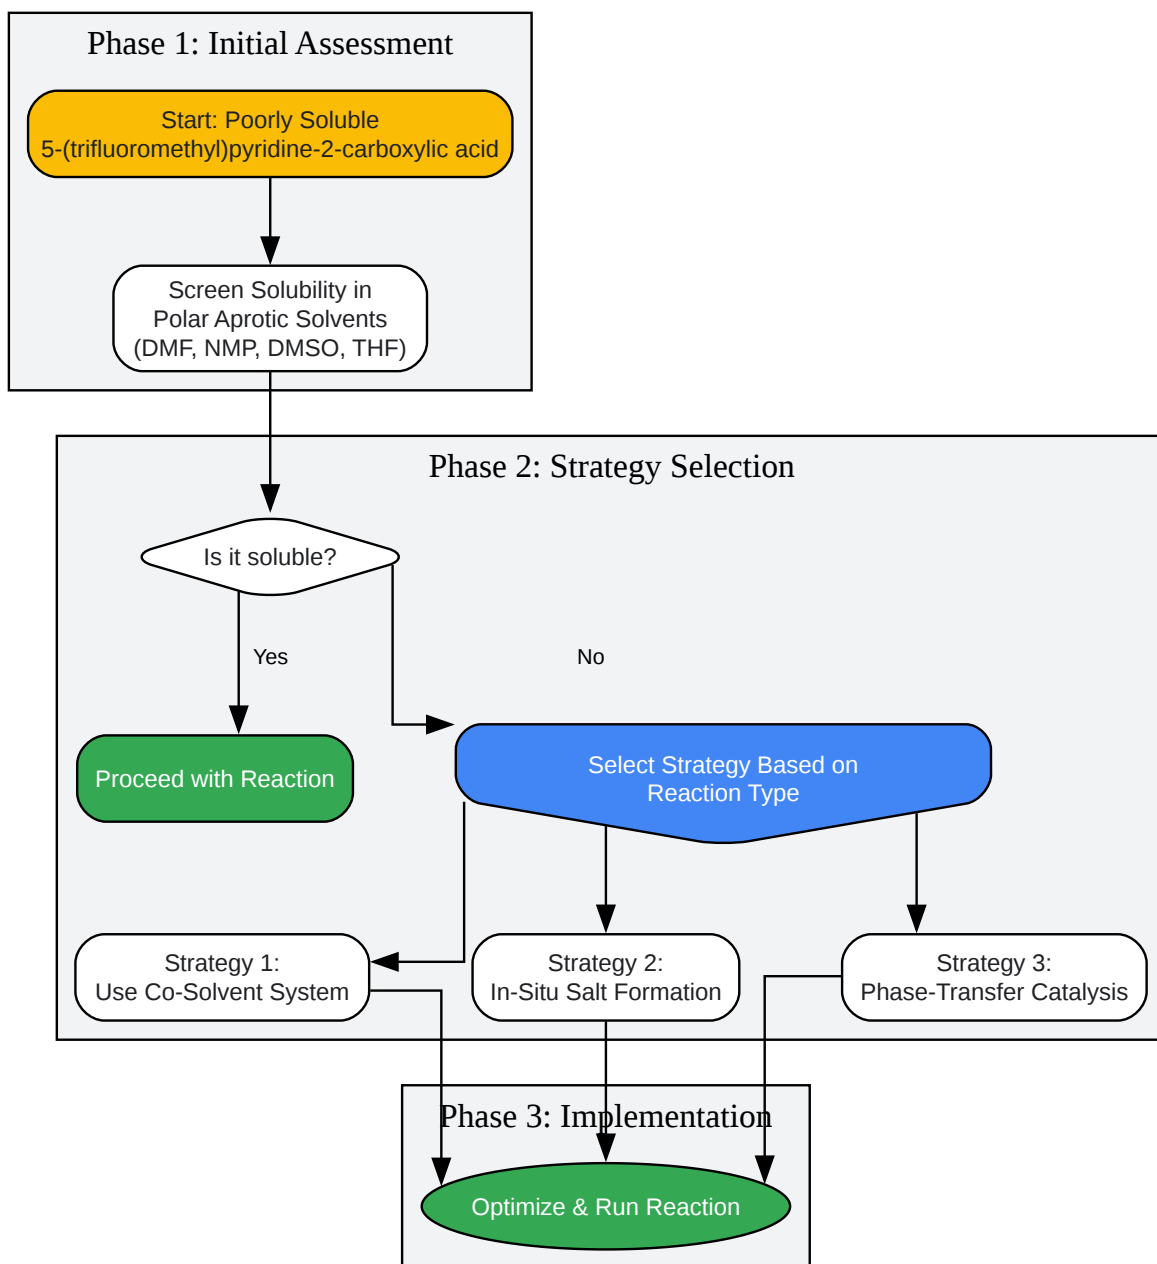 Phase 1: Initial Assessment
Start: Poorly Soluble
5-(trifluoromethyl)pyridine-2-carboxylic acid
Screen Solubility in
Polar Aprotic Solvents
(DMF, NMP, DMSO, THF)
Phase 2: Strategy Selection
Is it soluble?
Yes
No
Proceed with Reaction
Select Strategy Based on
Reaction Type
Strategy 1:
Use Co-Solvent System
Strategy 2:
In-Situ Salt Formation
Strategy 3:
Phase-Transfer Catalysis
Phase 3: Implementation
Optimize & Run Reaction